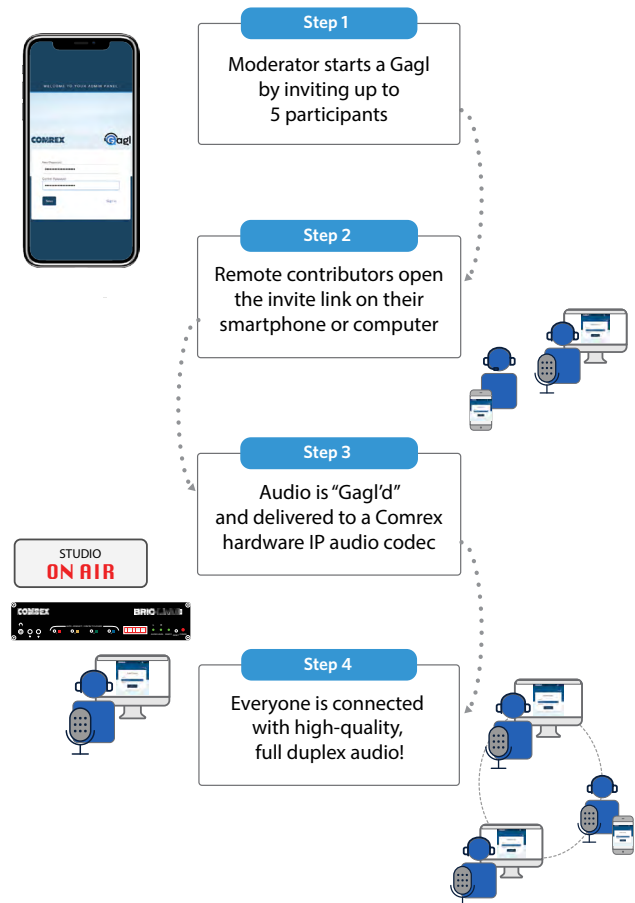 Step 1
Moderator starts a Gagl
by inviting up to
5 participants
WELCOME TO YOUR ADMIN PANEL
COMREX
Gagl
Sign In
Step 2
Remote contributors open
the invite link on their
smartphone or computer
Step 3
Audio is “Gagl’d”
and delivered to a Comrex
hardware IP audio codec
STUDIO
ON AIR
COMREX
Step 4
Everyone is connected
with high-quality,
full duplex audio!